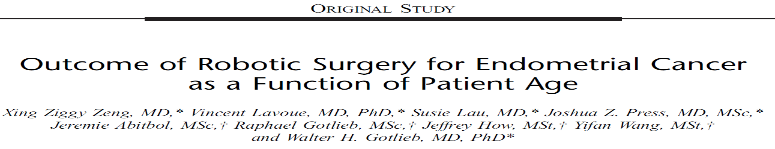 ORIGINAL STUDY
Outcome of Robotic Surgery for Endometrial Cancer
as a Function of Patient Age
Xing Ziggy Zeng, MD,* Vincent Lavoue, MD, PhD,* Susie Lau, MD,* Joshua Z. Press, MD, MSc,*
Jeremie Abitbol, MSc,† Raphael Gotlieb, MSc,† Jeffrey How, MSt,† Yifan Wang, MSt,†
and Walter H. Gotlieb, MD, PhD*